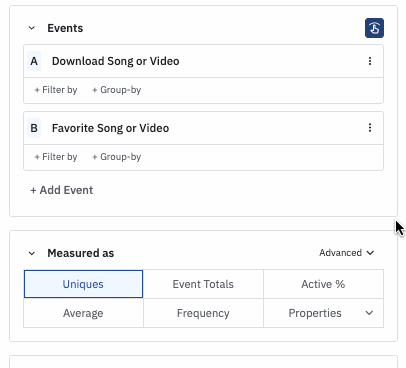 Events
A Download Song or Video
+ Filter by + Group-by
B Favorite Song or Video
+ Filter by + Group-by
+ Add Event
Measured as Advanced
Uniques Event Totals Active %
Average Frequency Properties